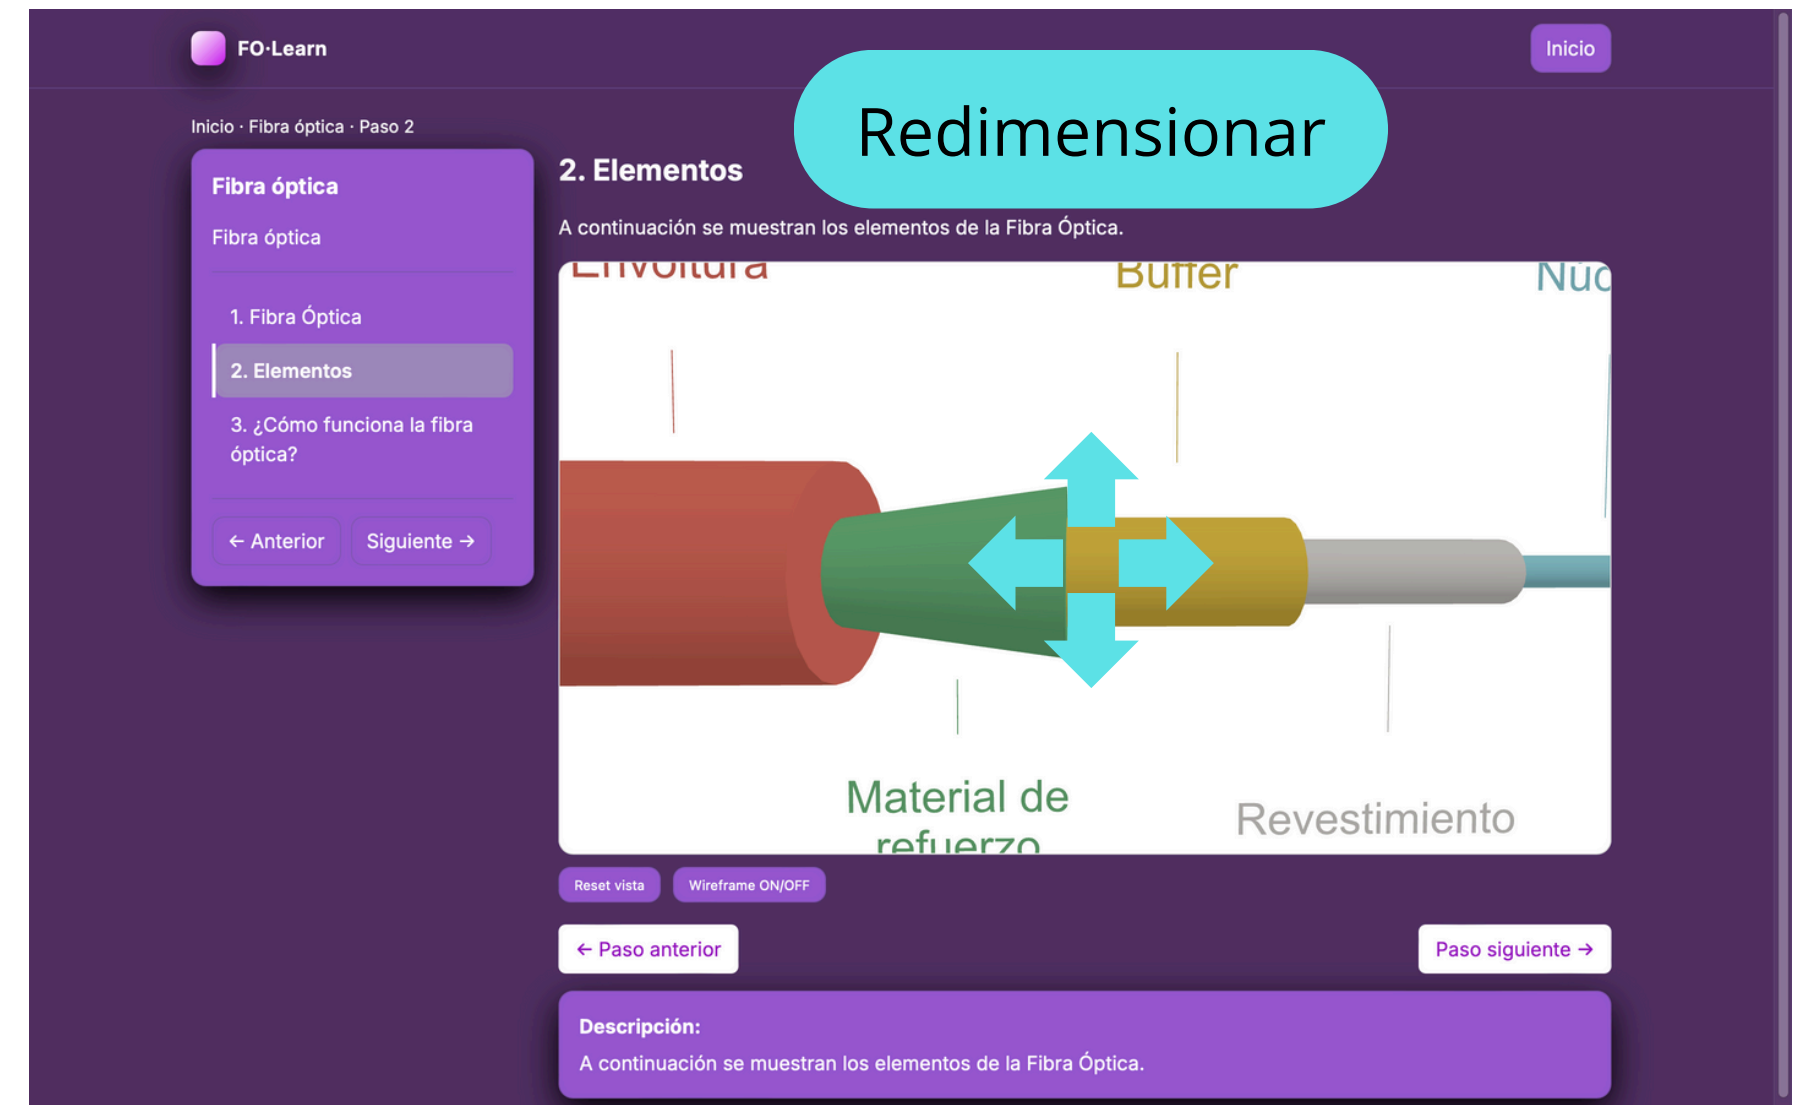 FO·Learn
Inicio
Redimensionar
Inicio · Fibra óptica · Paso 2
Fibra óptica
Fibra óptica
1. Fibra Óptica
2. Elementos
3. ¿Cómo funciona la fibra
óptica?
← Anterior
Siguiente →
2. Elementos
A continuación se muestran los elementos de la Fibra Óptica.
Envoltura
Buffer
Núc
Material de
refuerzo
Revestimiento
Reset vista
Wireframe ON/OFF
← Paso anterior
Paso siguiente →
Descripción:
A continuación se muestran los elementos de la Fibra Óptica.